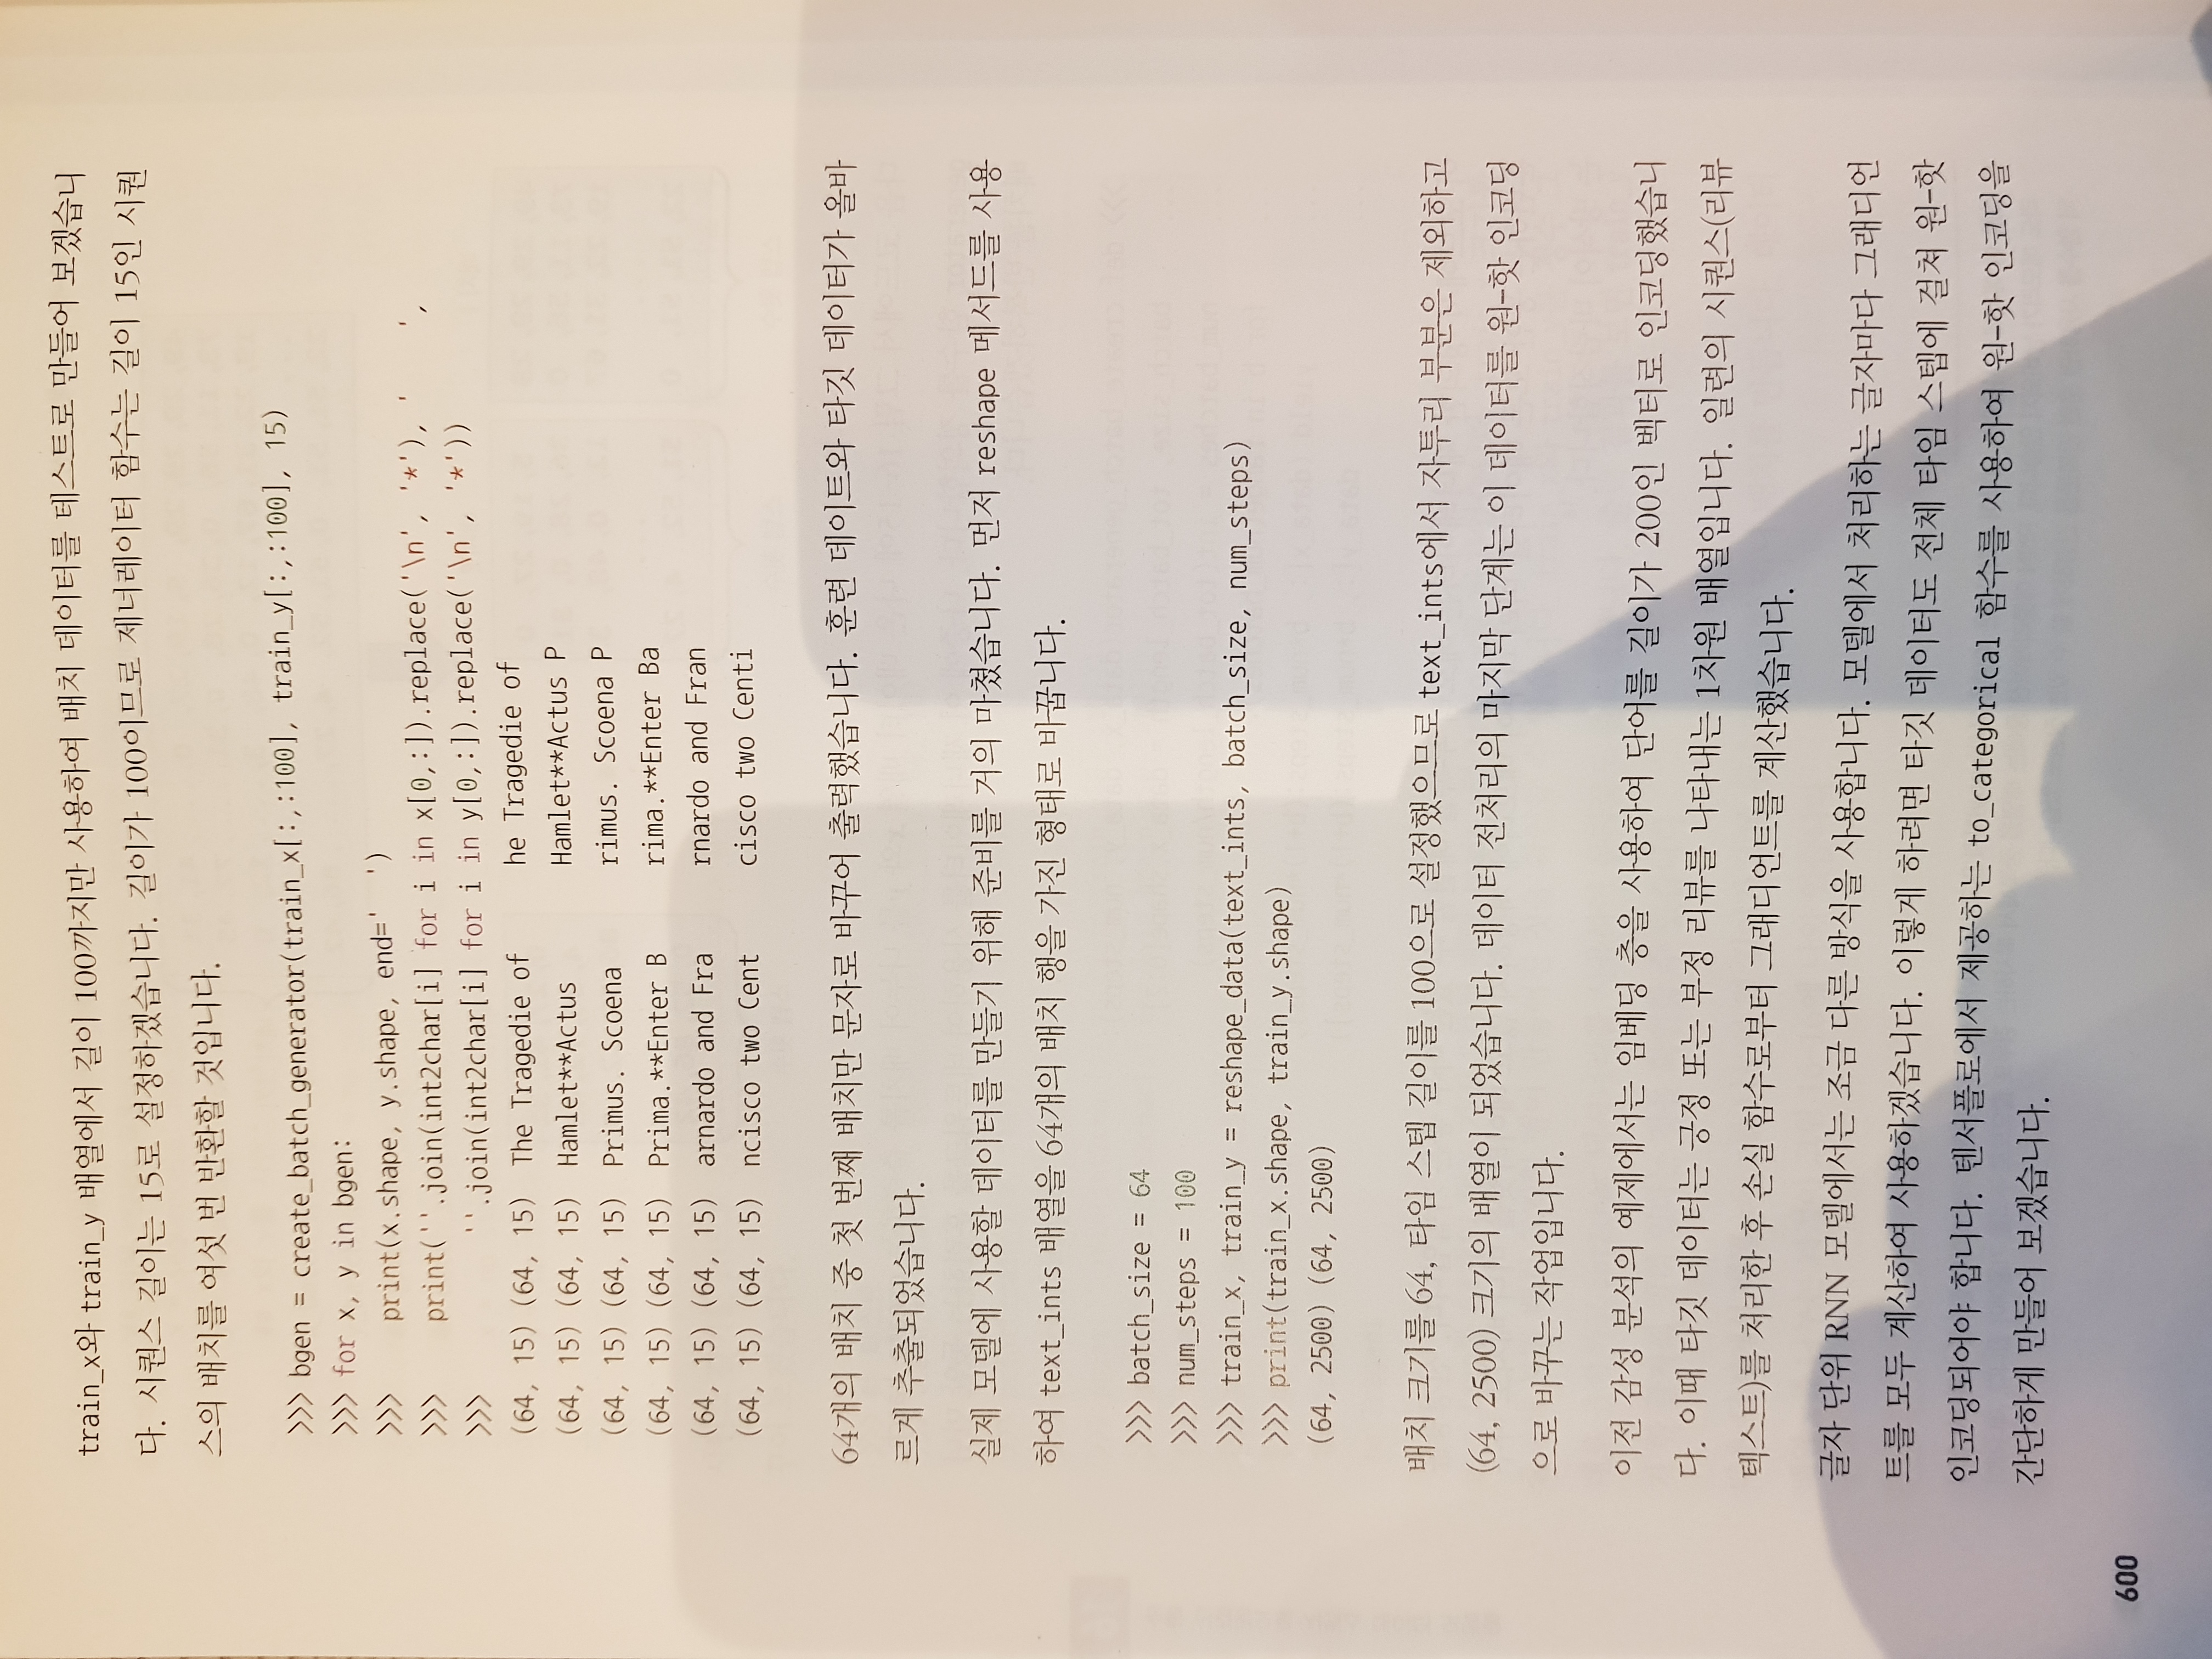 train_x와 train_y 배열에서 길이 100까지만 사용하여 배치 데이터를 테스트로 만들어 보겠습니
다. 시퀀스 길이는 15로 설정하겠습니다. 길이가 100이므로 제너레이터 함수는 길이 15인 시퀀
스의 배치를 여섯 번 반환할 것입니다.
>>> bgen = create_batch_generator(train_x[:,:100], train_y[:,:100], 15)
>>> for x, y in bgen:
>>>     print(x.shape, y.shape, end='  ')
>>>     print(''.join(int2char[i] for i in x[0,:]).replace('\n', '*'), '    ',
>>>           ''.join(int2char[i] for i in y[0,:]).replace('\n', '*'))
(64, 15) (64, 15)  The Tragedie of      he Tragedie of
(64, 15) (64, 15)  Hamlet**Actus        Hamlet**Actus P
(64, 15) (64, 15)  Primus. Scoena       rimus. Scoena P
(64, 15) (64, 15)  Prima.**Enter B      rima.**Enter Ba
(64, 15) (64, 15)  arnardo and Fra      rnardo and Fran
(64, 15) (64, 15)  ncisco two Cent      cisco two Centi
64개의 배치 중 첫 번째 배치만 문자로 바꾸어 출력했습니다. 훈련 데이트와 타깃 데이터가 올바
르게 추출되었습니다.
실제 모델에 사용할 데이터를 만들기 위해 준비를 거의 마쳤습니다. 먼저 reshape 메서드를 사용
하여 text_ints 배열을 64개의 배치 행을 가진 형태로 바꿉니다.
>>> batch_size = 64
>>> num_steps = 100
>>> train_x, train_y = reshape_data(text_ints, batch_size, num_steps)
>>> print(train_x.shape, train_y.shape)
(64, 2500) (64, 2500)
배치 크기를 64, 타임 스텝 길이를 100으로 설정했으므로 text_ints에서 자투리 부분은 제외하고
(64, 2500) 크기의 배열이 되었습니다. 데이터 전처리의 마지막 단계는 이 데이터를 원-핫 인코딩
으로 바꾸는 작업입니다.
이전 감성 분석의 예제에서는 임베딩 층을 사용하여 단어를 길이가 200인 벡터로 인코딩했습니
다. 이때 타깃 데이터는 긍정 또는 부정 리뷰를 나타내는 1차원 배열입니다. 일련의 시퀀스(리뷰
텍스트)를 처리한 후 손실 함수로부터 그래디언트를 계산했습니다.
글자 단위 RNN 모델에서는 조금 다른 방식을 사용합니다. 모델에서 처리하는 글자마다 그래디언
트를 모두 계산하여 사용하겠습니다. 이렇게 하려면 타깃 데이터도 전체 타임 스텝에 걸쳐 원-핫
인코딩되어야 합니다. 텐서플로에서 제공하는 to_categorical 함수를 사용하여 원-핫 인코딩을
간단하게 만들어 보겠습니다.
600